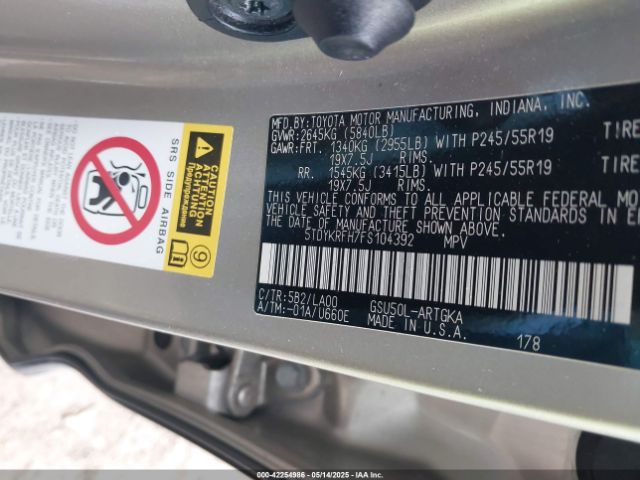 MFD.BY:TOYOTA MOTOR MANUFACTURING, INDIANA, INC.
GVWR:2645KG (5840LB)
GAWR:FRT. 1340KG (2955LB) WITH P245/55R19 TIRE
19X7.5J RIMS.
RR. 1545KG (3415LB) WITH P245/55R19 TIRE
19X7.5J RIMS.
THIS VEHICLE CONFORMS TO ALL APPLICABLE FEDERAL MO
VEHICLE SAFETY AND THEFT PREVENTION STANDARDS IN E
THE DATE OF MANUFACTURE SHOWN ABOVE.
5TDYKRFH7FS104392 MPV
C/TR:5B2/LA00 GSU50L-ARTGKA
A/TM:-01A/U660E MADE IN U.S.A.
178
SRS SIDE AIRBAG
CAUTION
ATTENTION
ACHTUNG
9
000-42254986 - 05/14/2025 - IAAI.COM